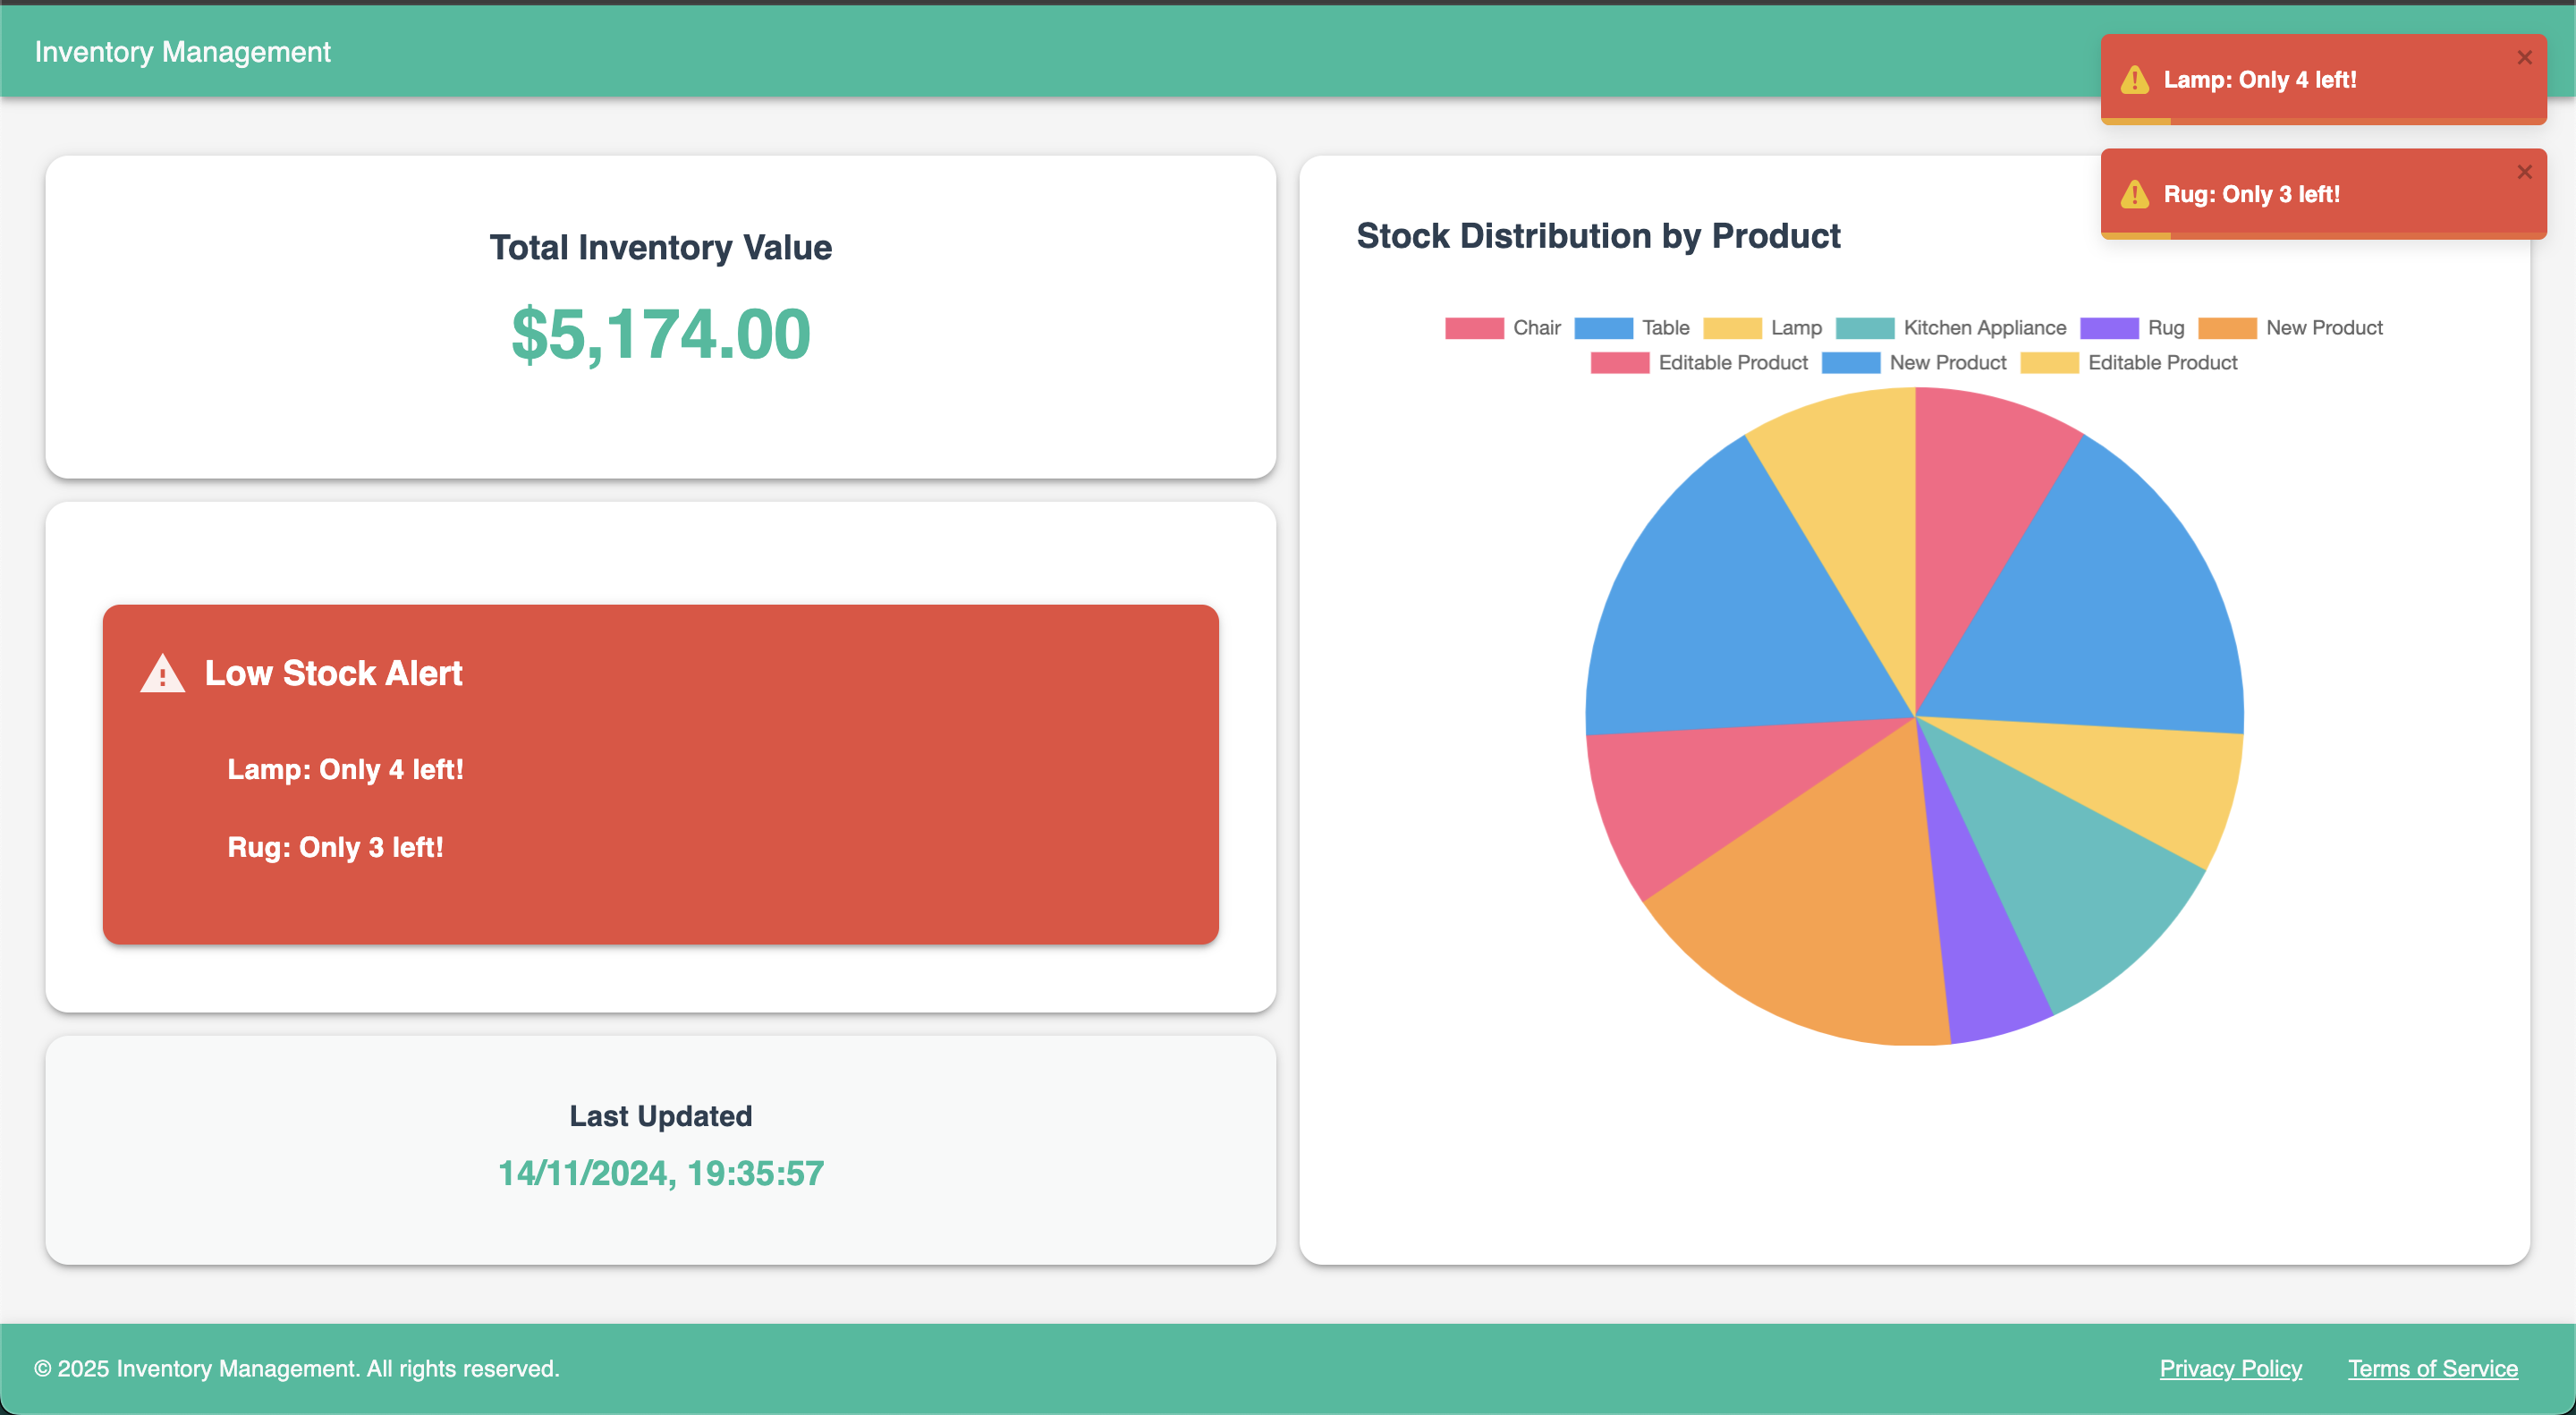 Inventory Management
Lamp: Only 4 left!
Rug: Only 3 left!
Total Inventory Value
$5,174.00
Low Stock Alert
Lamp: Only 4 left!
Rug: Only 3 left!
Last Updated
14/11/2024, 19:35:57
Stock Distribution by Product
Chair Table Lamp Kitchen Appliance Rug New Product
Editable Product New Product Editable Product
© 2025 Inventory Management. All rights reserved.
Privacy Policy Terms of Service